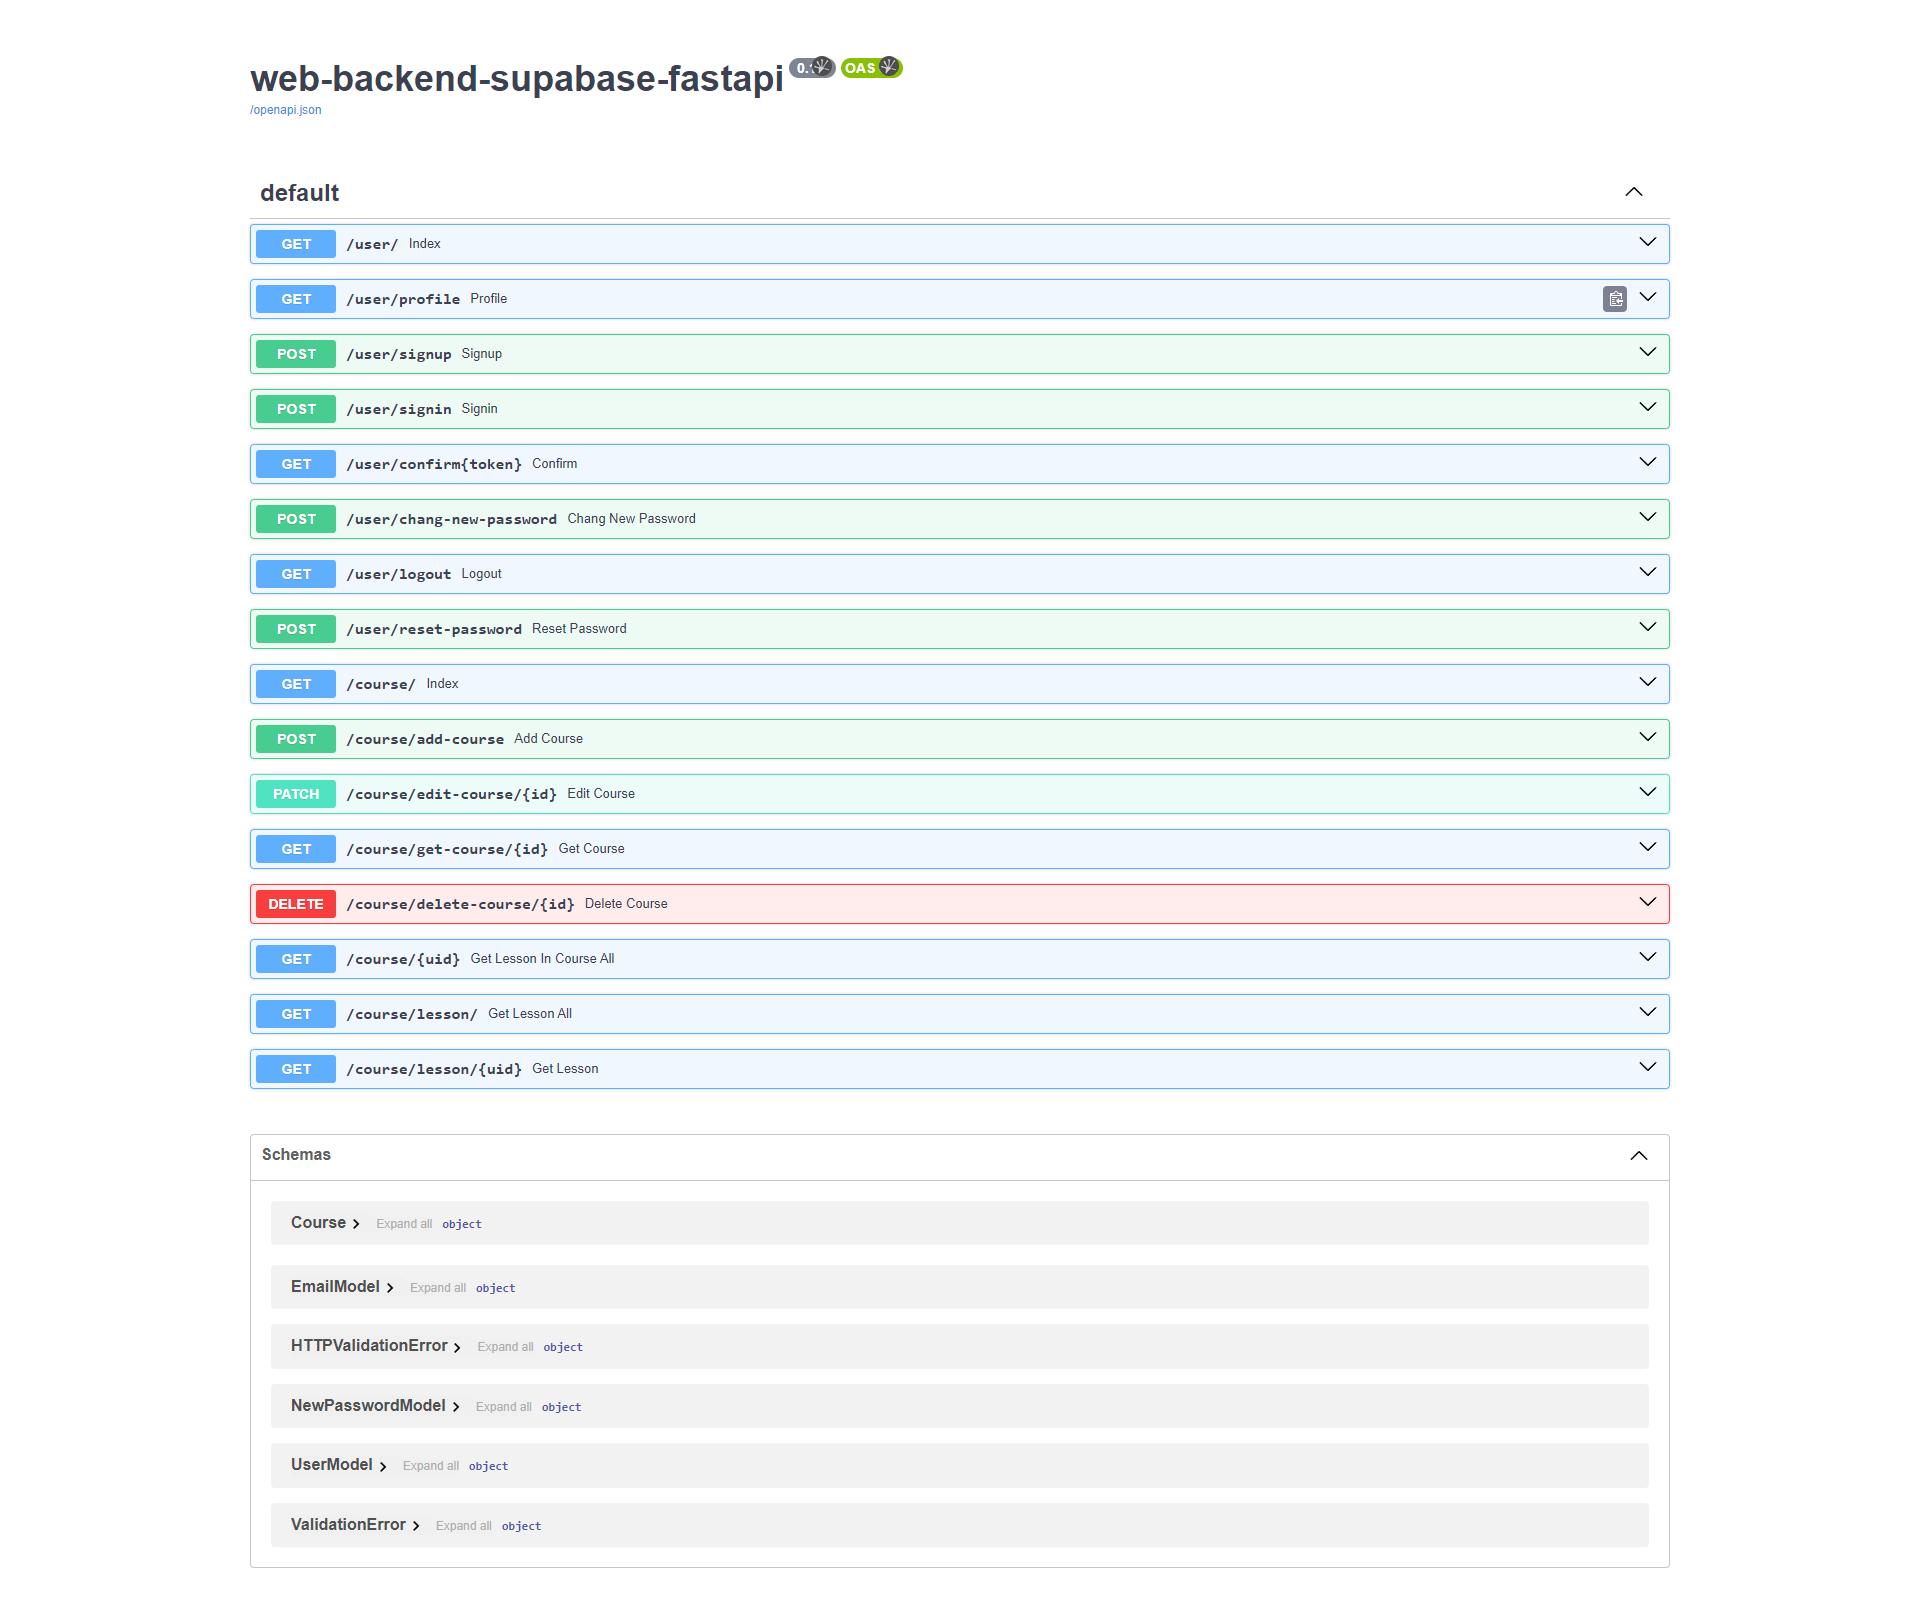 web-backend-supabase-fastapi OAS
/openapi.json
default
GET /user/ Index
GET /user/profile Profile
POST /user/signup Signup
POST /user/signin Signin
GET /user/confirm{token} Confirm
POST /user/chang-new-password Chang New Password
GET /user/logout Logout
POST /user/reset-password Reset Password
GET /course/ Index
POST /course/add-course Add Course
PATCH /course/edit-course/{id} Edit Course
GET /course/get-course/{id} Get Course
DELETE /course/delete-course/{id} Delete Course
GET /course/{uid} Get Lesson In Course All
GET /course/lesson/ Get Lesson All
GET /course/lesson/{uid} Get Lesson
Schemas
Course Expand all object
EmailModel Expand all object
HTTPValidationError Expand all object
NewPasswordModel Expand all object
UserModel Expand all object
ValidationError Expand all object